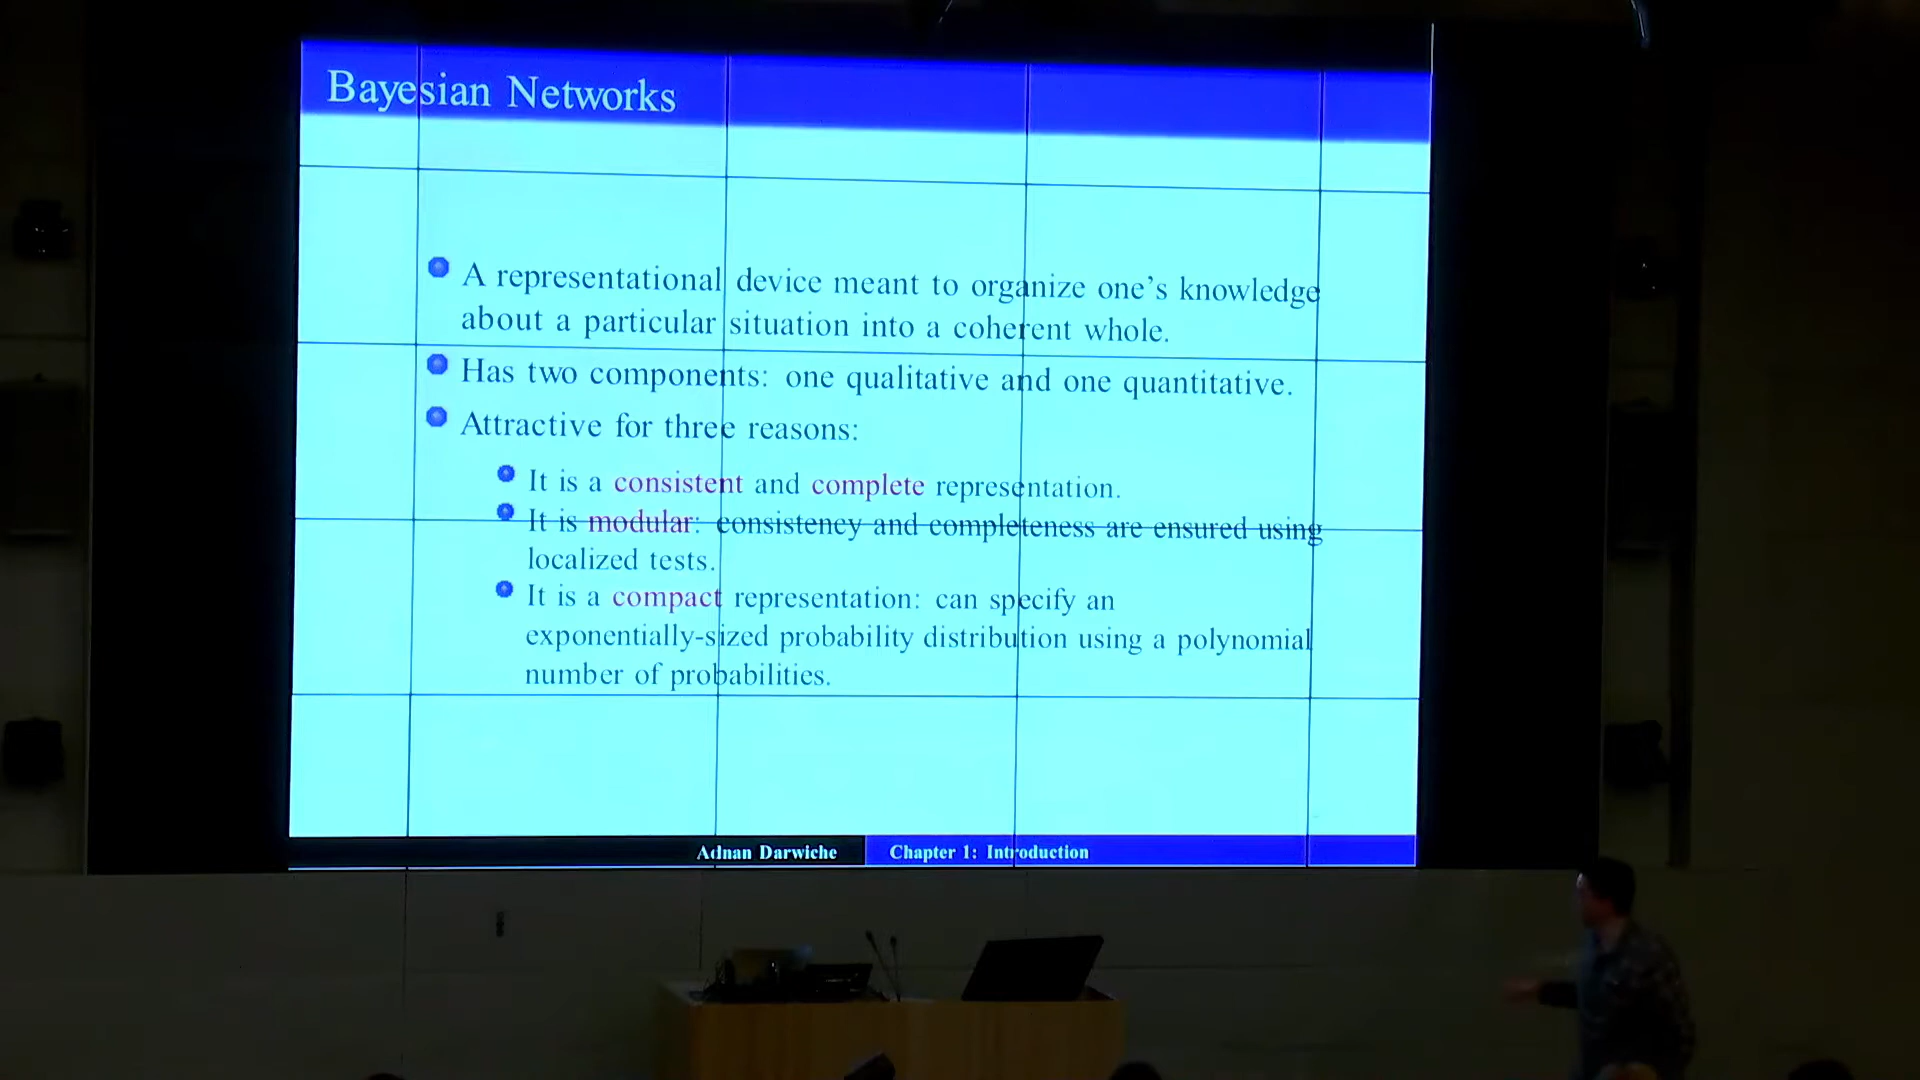 Bayesian Networks
A representational device meant to organize one's knowledge
about a particular situation into a coherent whole.
Has two components: one qualitative and one quantitative.
Attractive for three reasons:
It is a consistent and complete representation.
It is modular: consistency and completeness are ensured using
localized tests.
It is a compact representation: can specify an
exponentially-sized probability distribution using a polynomial
number of probabilities.
Adnan Darwiche
Chapter 1: Introduction